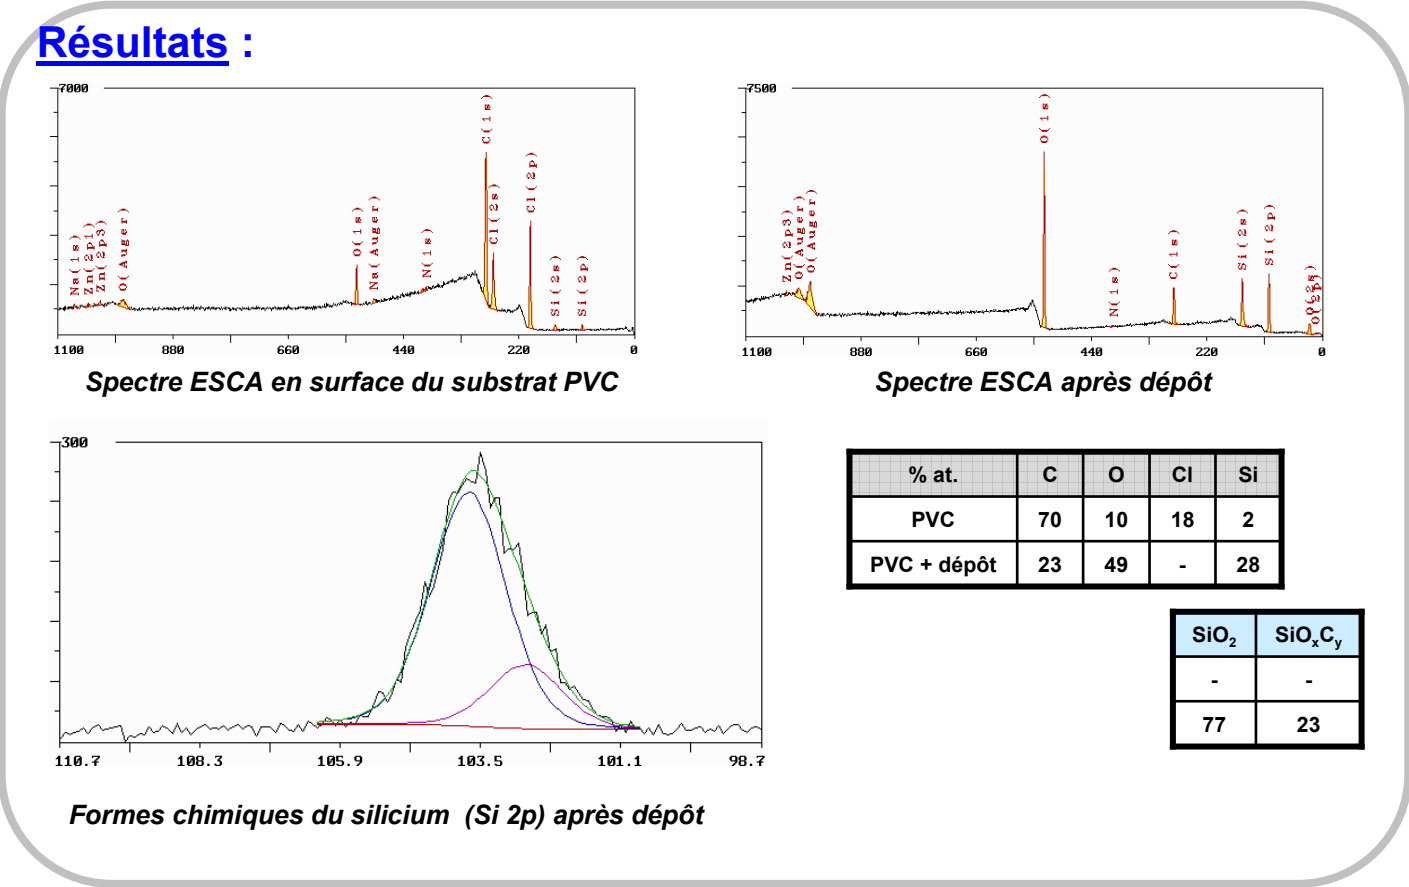 Résultats :
7000
Na(1s)
Zn(2p1)
Zn(2p3)
O(Auger)
O(1s)
Na(Auger)
N(1s)
C(1s)
Cl(2s)
Cl(2p)
Si(2s)
Si(2p)
1100 880 660 440 220 0
Spectre ESCA en surface du substrat PVC
7500
Zn(2p3)
O(Auger)
O(Auger)
O(1s)
N(1s)
C(1s)
Si(2s)
Si(2p)
O(2s)
O(2p)
1100 880 660 440 220 0
Spectre ESCA après dépôt
300
110.7 108.3 105.9 103.5 101.1 98.7
Formes chimiques du silicium (Si 2p) après dépôt
% at. C O Cl Si
PVC 70 10 18 2
PVC + dépôt 23 49 - 28
SiO2 SiOxCy
- -
77 23